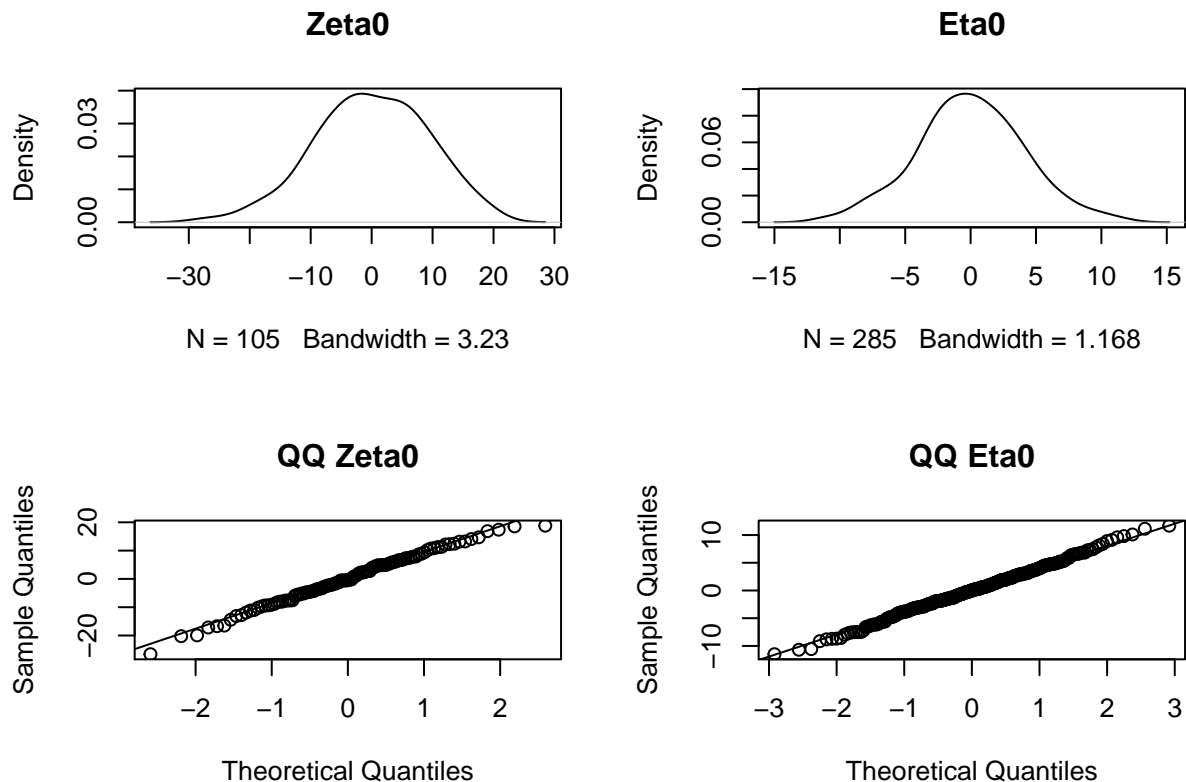 Zeta0
Density
0.00 0.03
−30 −10 0 10 20 30
N = 105 Bandwidth = 3.23
Eta0
Density
0.00 0.06
−15 −5 0 5 10 15
N = 285 Bandwidth = 1.168
QQ Zeta0
Sample Quantiles
−20 0 20
−2 −1 0 1 2
Theoretical Quantiles
QQ Eta0
Sample Quantiles
−10 0 10
−3 −2 −1 0 1 2 3
Theoretical Quantiles